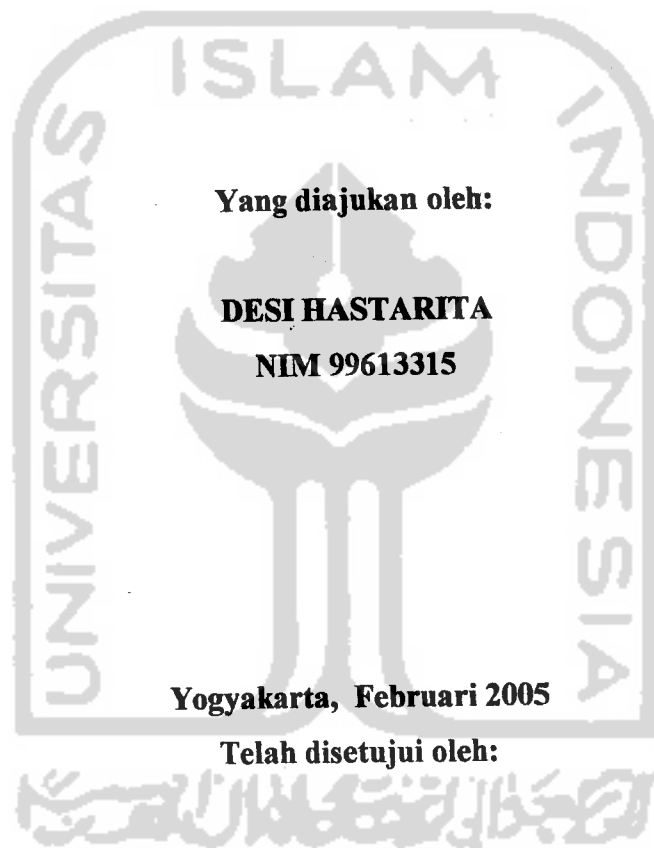 UNIVERSITAS ISLAM INDONESIA
Yang diajukan oleh:
DESI HASTARITA
NIM 99613315
Yogyakarta, Februari 2005
Telah disetujui oleh: